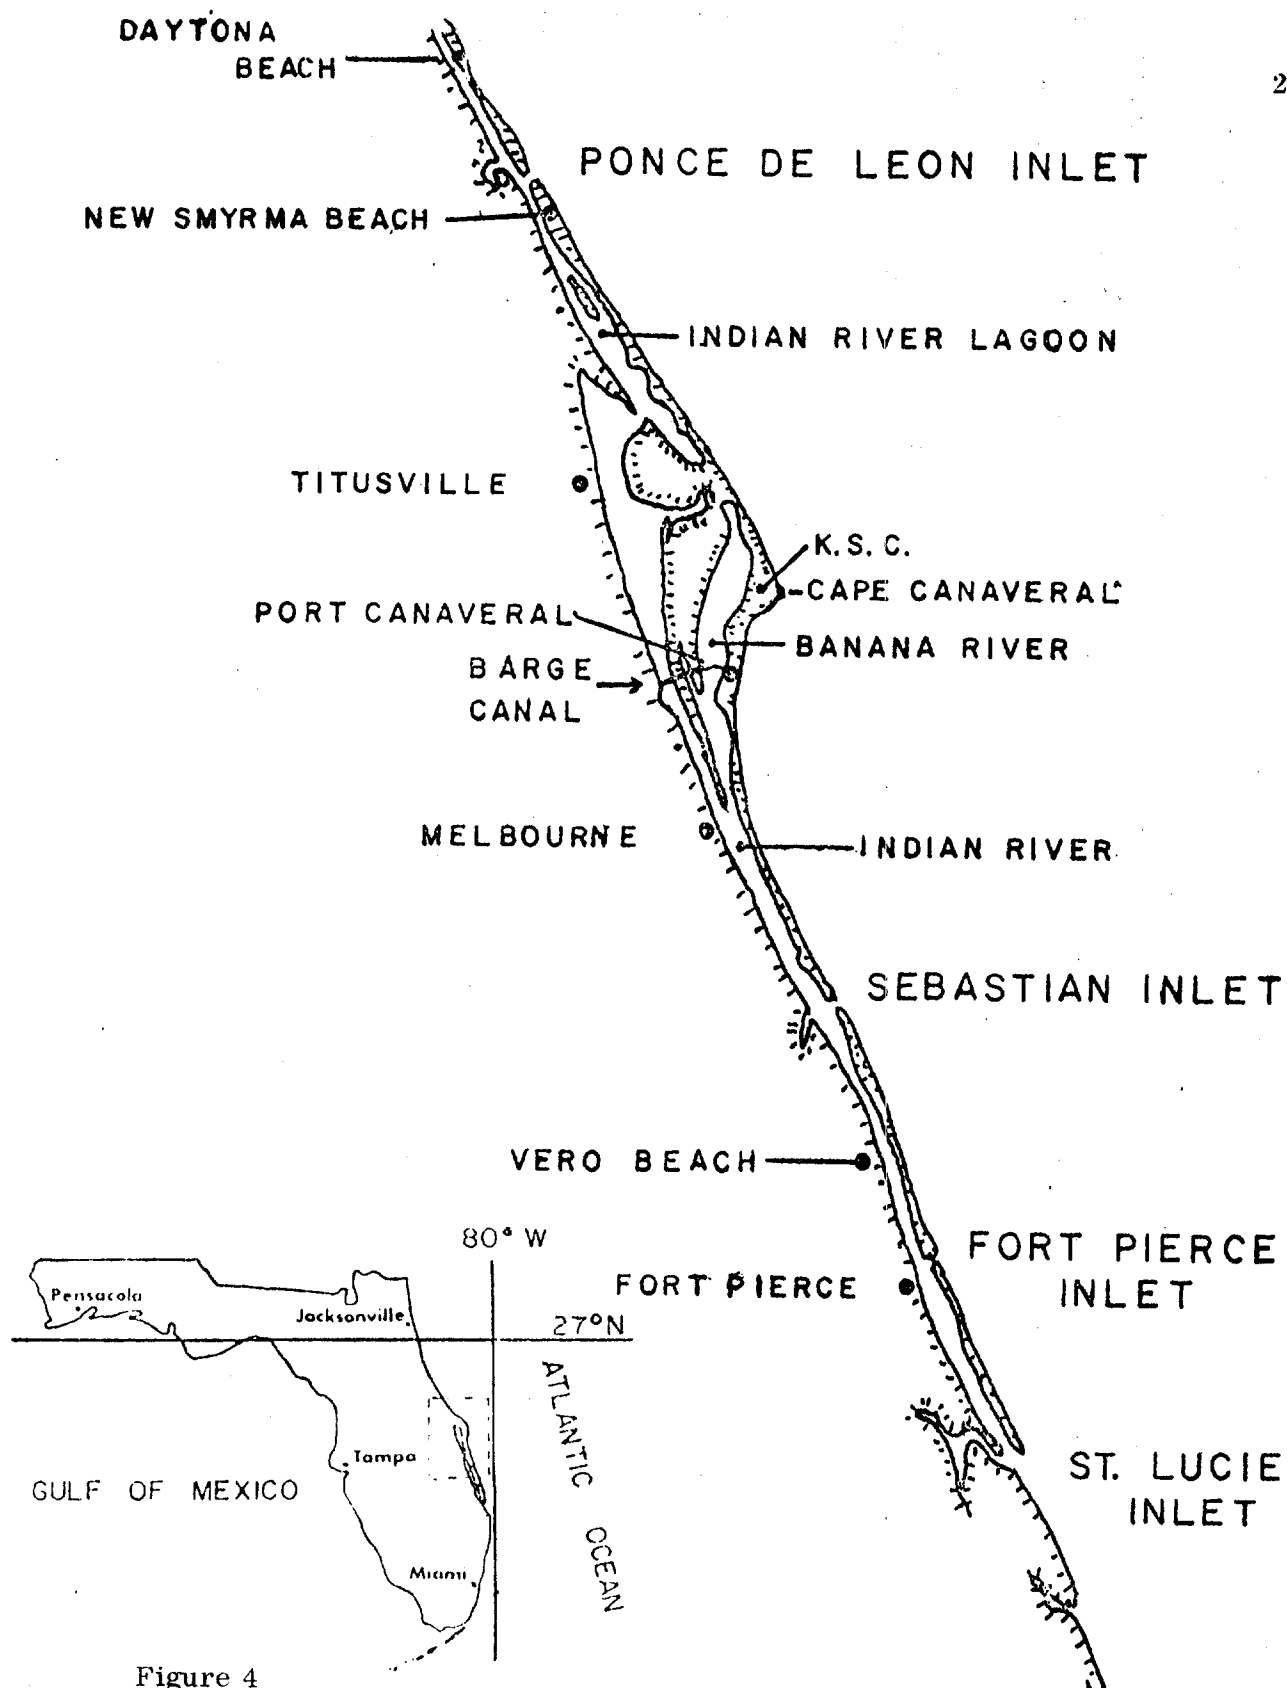 2
DAYTONA
BEACH
PONCE DE LEON INLET
NEW SMYRMA BEACH
INDIAN RIVER LAGOON
TITUSVILLE
K.S.C.
CAPE CANAVERAL
PORT CANAVERAL
BANANA RIVER
BARGE
CANAL
MELBOURNE
INDIAN RIVER
SEBASTIAN INLET
VERO BEACH
FORT PIERCE
INLET
FORT PIERCE
80° W
Pensacola
Jacksonville
27°N
ATLANTIC OCEAN
Tampa
GULF OF MEXICO
ST. LUCIE
INLET
Miami
Figure 4